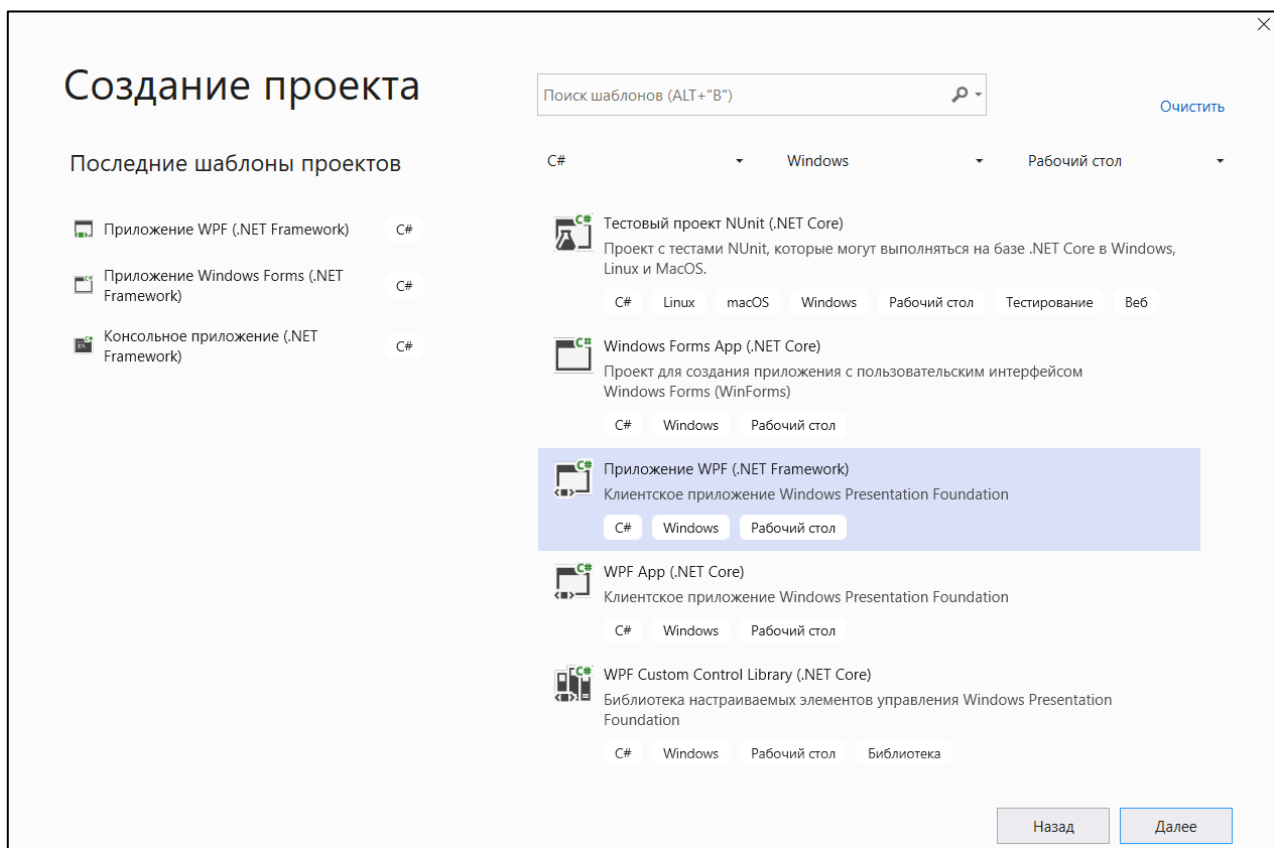 Создание проекта
Поиск шаблонов (ALT+"B")
Очистить
Последние шаблоны проектов
C#
Windows
Рабочий стол
Приложение WPF (.NET Framework)
C#
Приложение Windows Forms (.NET
Framework)
C#
Консольное приложение (.NET
Framework)
C#
Тестовый проект NUnit (.NET Core)
Проект с тестами NUnit, которые могут выполняться на базе .NET Core в Windows,
Linux и MacOS.
C# Linux macOS Windows Рабочий стол Тестирование Веб
Windows Forms App (.NET Core)
Проект для создания приложения с пользовательским интерфейсом
Windows Forms (WinForms)
C# Windows Рабочий стол
Приложение WPF (.NET Framework)
Клиентское приложение Windows Presentation Foundation
C# Windows Рабочий стол
WPF App (.NET Core)
Клиентское приложение Windows Presentation Foundation
C# Windows Рабочий стол
WPF Custom Control Library (.NET Core)
Библиотека настраиваемых элементов управления Windows Presentation
Foundation
C# Windows Рабочий стол Библиотека
Назад
Далее